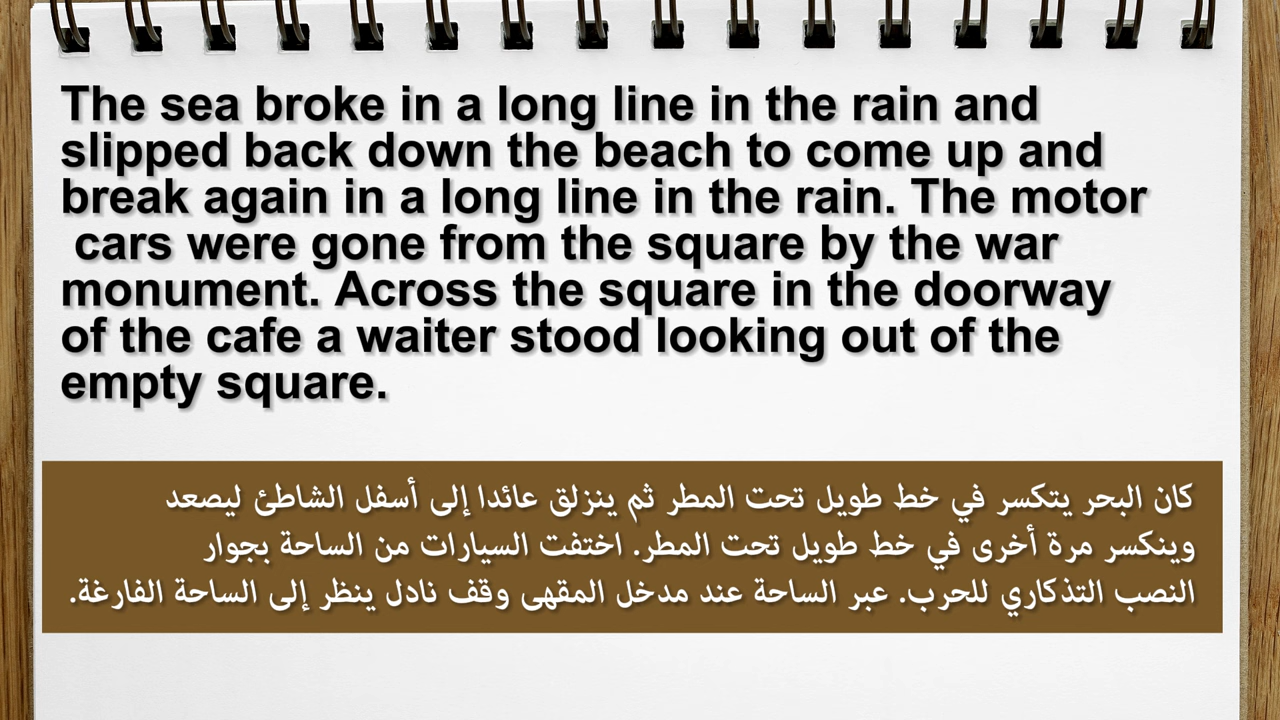 The sea broke in a long line in the rain and
slipped back down the beach to come up and
break again in a long line in the rain. The motor
cars were gone from the square by the war
monument. Across the square in the doorway
of the cafe a waiter stood looking out of the
empty square.
كان البحر يتكسر في خط طويل تحت المطر ثم ينزلق عائدا إلى أسفل الشاطئ ليصعد
وينكسر مرة أخرى في خط طويل تحت المطر. اختفت السيارات من الساحة بجوار
النصب التذكاري للحرب. عبر الساحة عند مدخل المقهى وقف نادل ينظر إلى الساحة الفارغة.